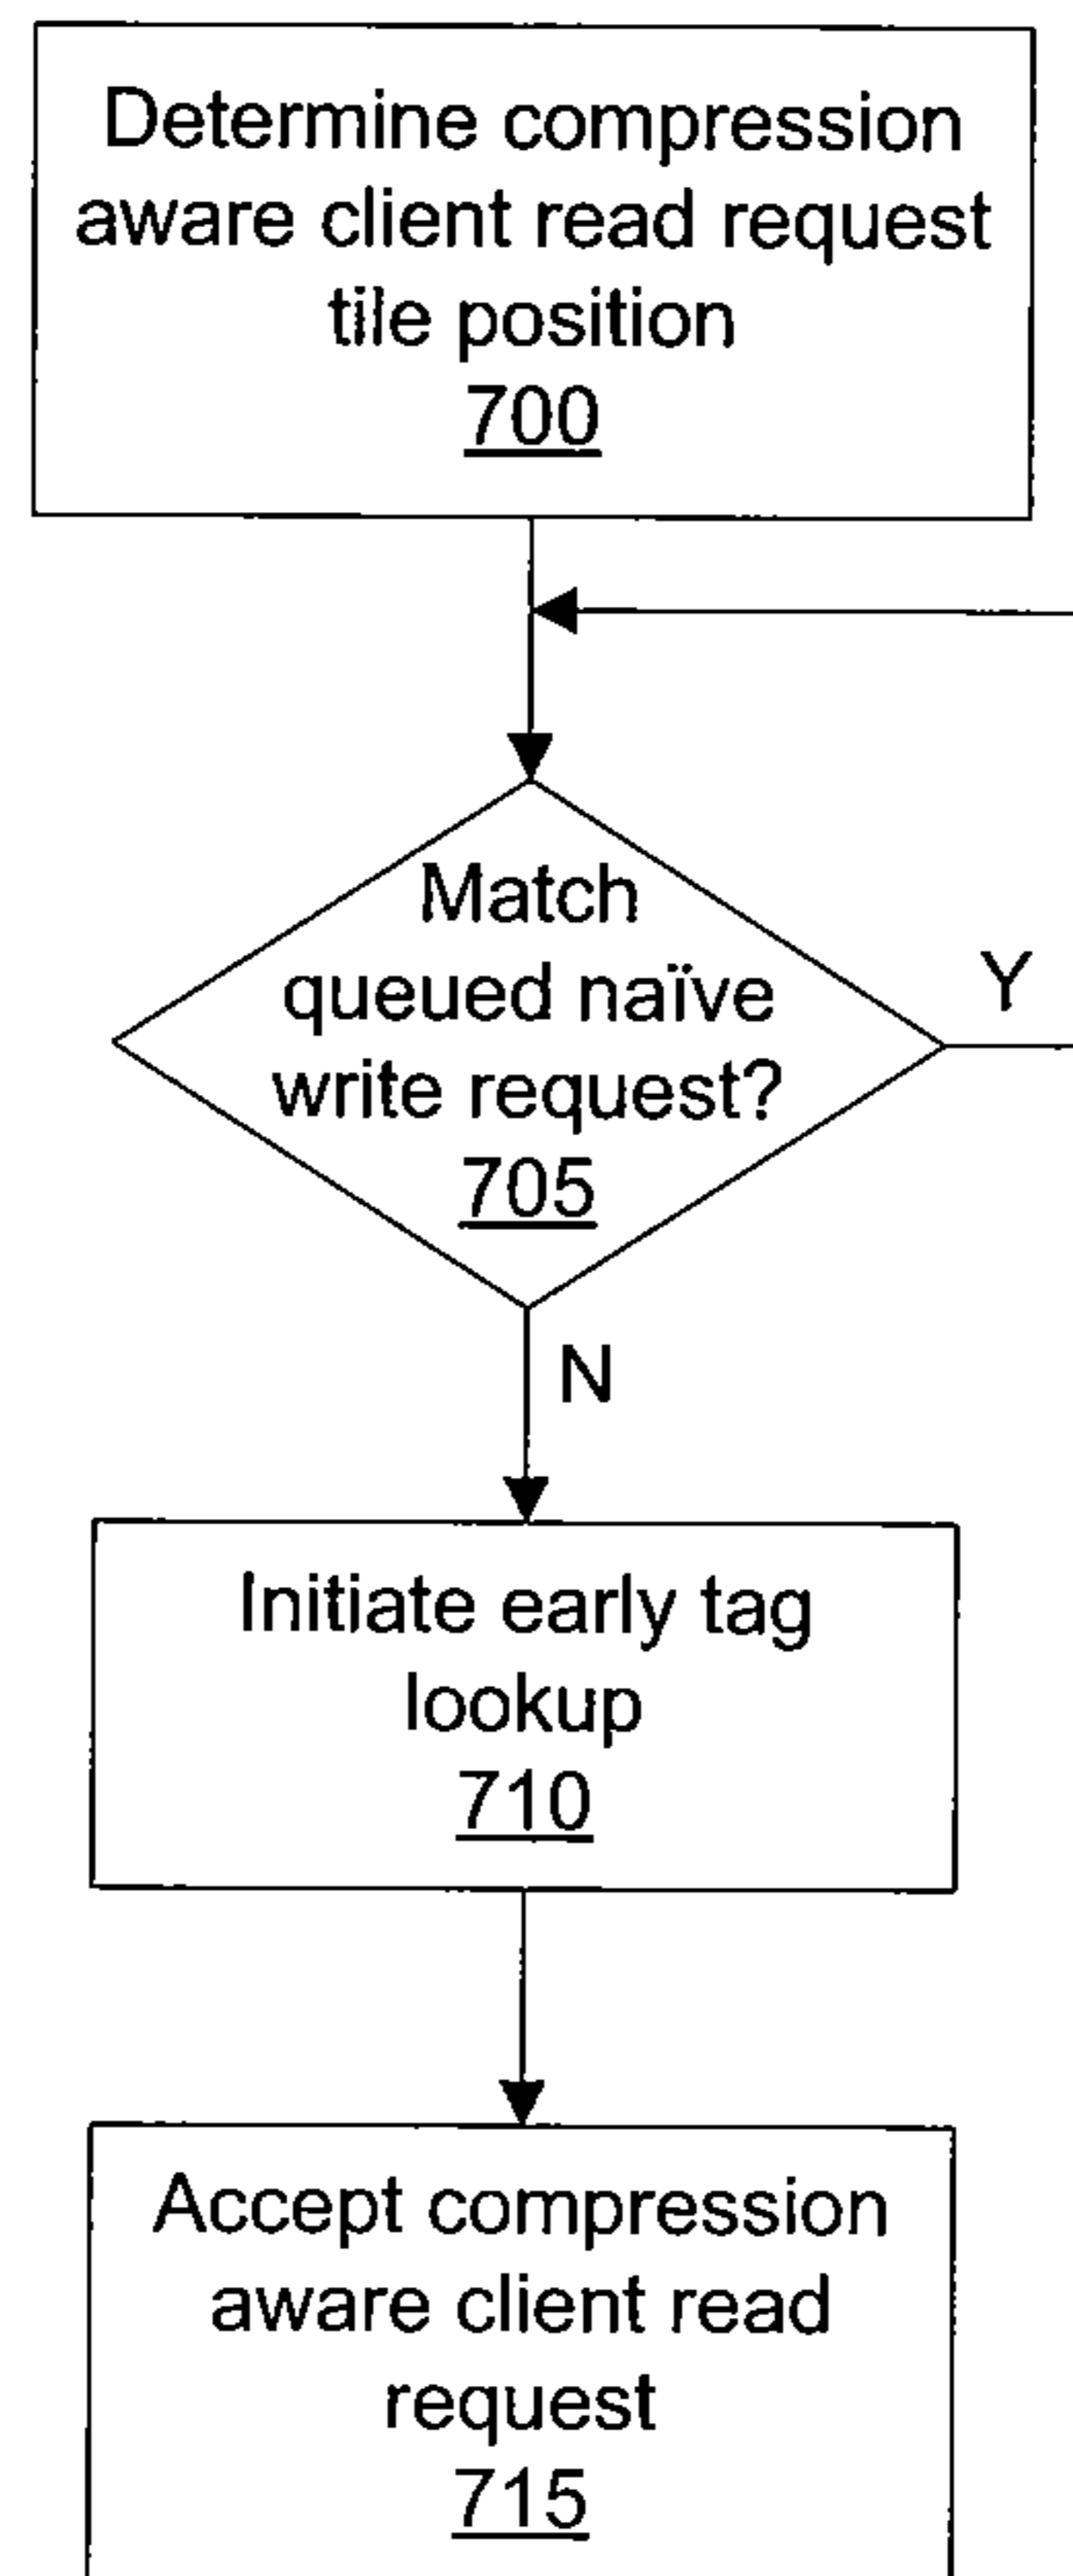 Determine compression
aware client read request
tile position
700
Match
queued naïve
write request?
705
Y
N
Initiate early tag
lookup
710
Accept compression
aware client read
request
715